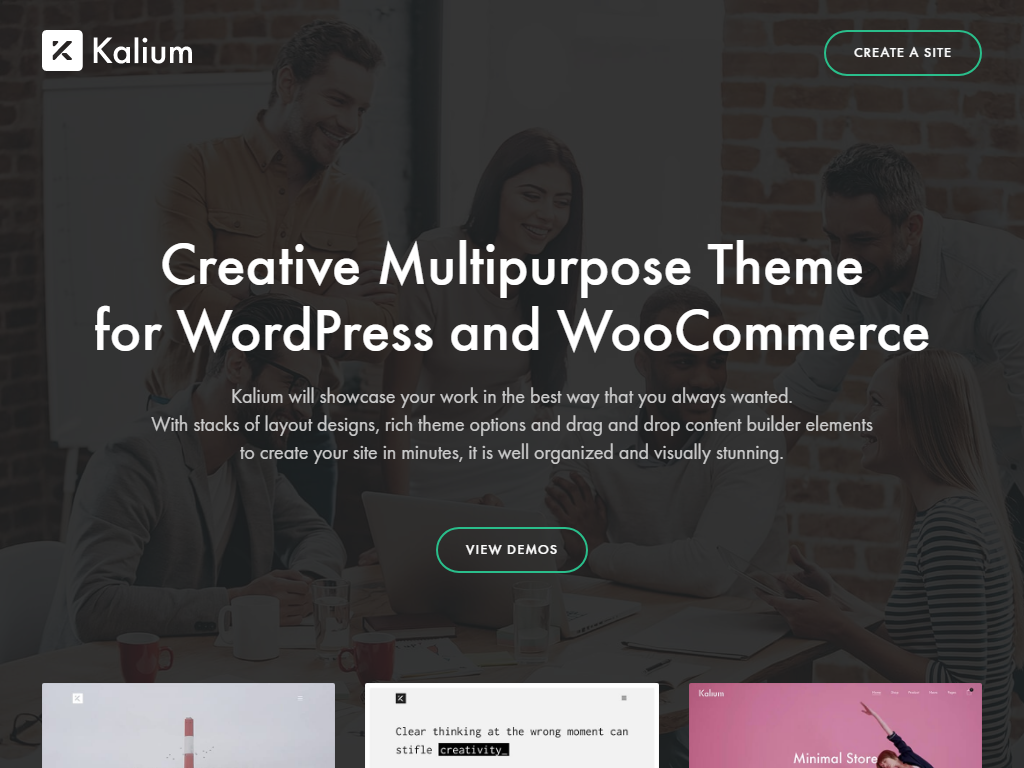 Kalium
CREATE A SITE
Creative Multipurpose Theme
for WordPress and WooCommerce
Kalium will showcase your work in the best way that you always wanted.
With stacks of layout designs, rich theme options and drag and drop content builder elements
to create your site in minutes, it is well organized and visually stunning.
VIEW DEMOS
Clear thinking at the wrong moment can
stifle creativity_
Kalium
Minimal Store